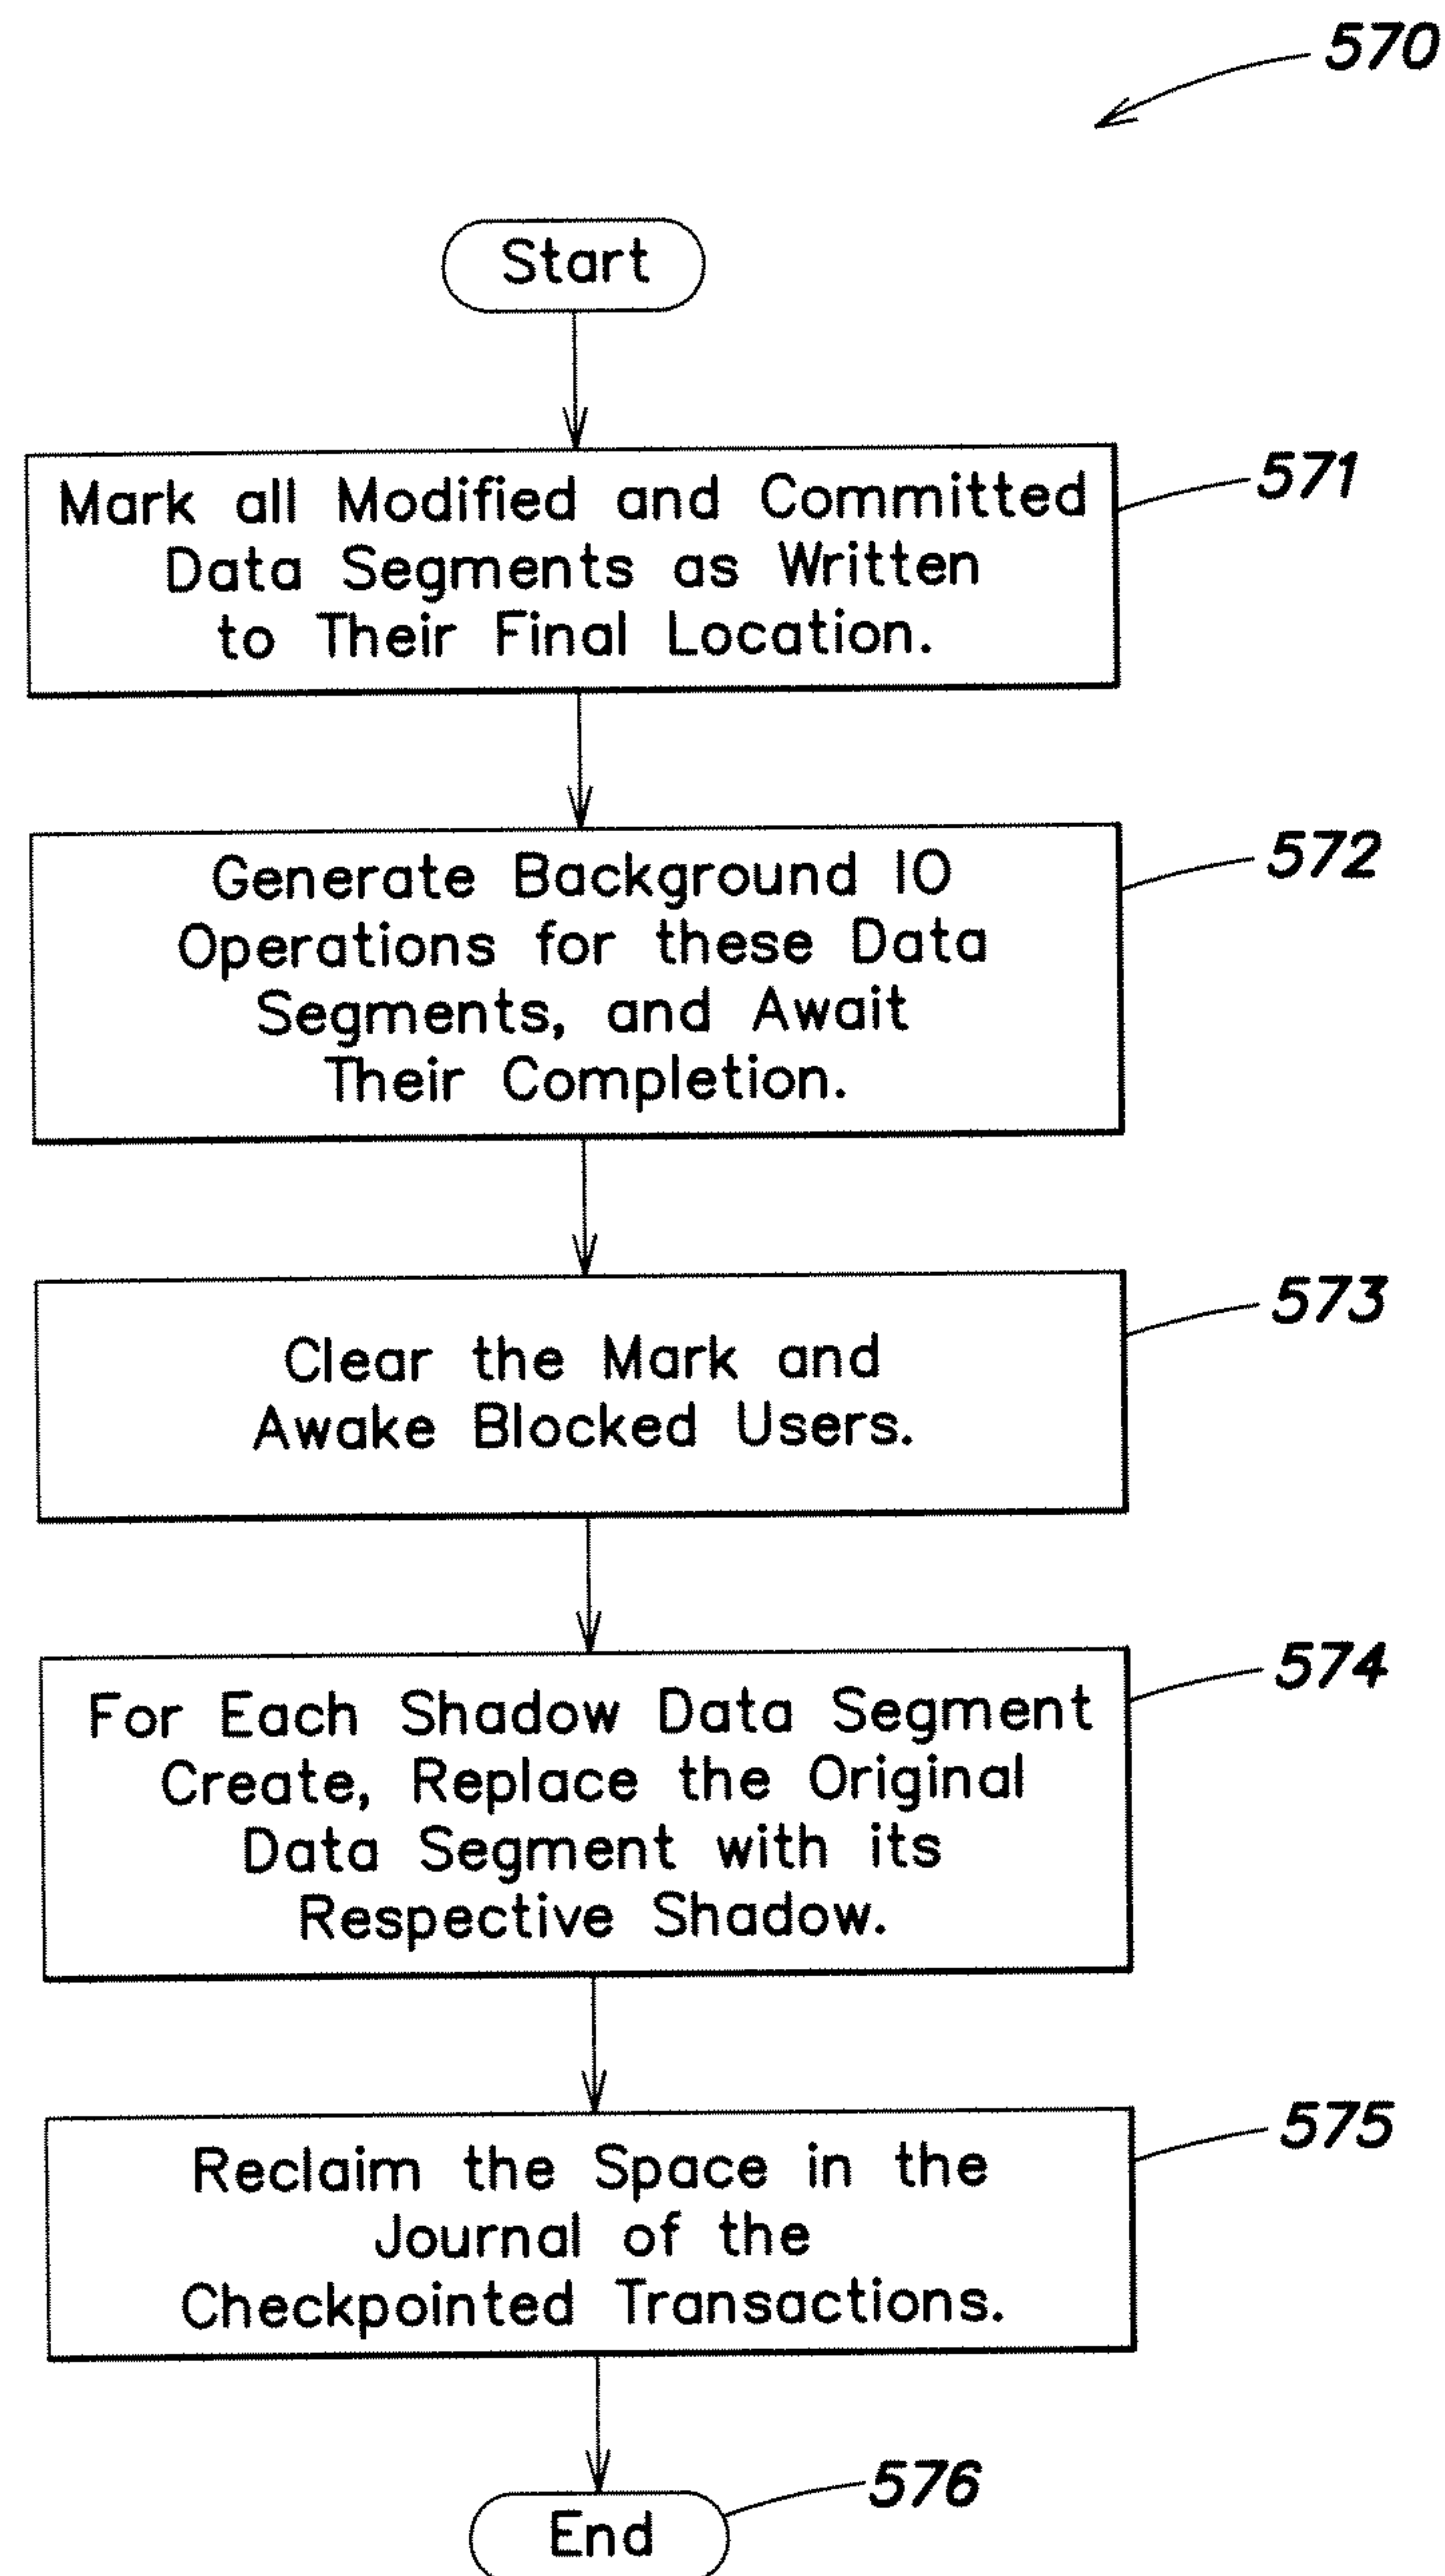 570
Start
Mark all Modified and Committed
Data Segments as Written
to Their Final Location.
571
Generate Background IO
Operations for these Data
Segments, and Await
Their Completion.
572
Clear the Mark and
Awake Blocked Users.
573
For Each Shadow Data Segment
Create, Replace the Original
Data Segment with its
Respective Shadow.
574
Reclaim the Space in the
Journal of the
Checkpointed Transactions.
575
End
576